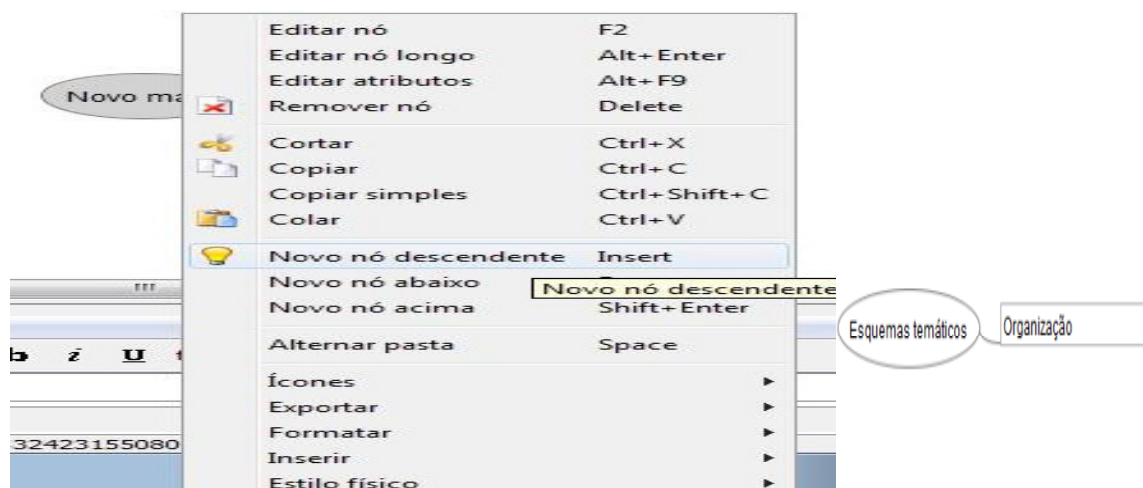 Novo ma
Editar nó F2
Editar nó longo Alt+Enter
Editar atributos Alt+F9
Remover nó Delete
Cortar Ctrl+X
Copiar Ctrl+C
Copiar simples Ctrl+Shift+C
Colar Ctrl+V
Novo nó descendente Insert
Novo nó abaixo
Novo nó descendente
Novo nó acima Shift+Enter
Alternar pasta Space
Ícones
Exportar
Formatar
Inserir
Estilo físico
b i U
32423155080
Esquemas temáticos
Organização